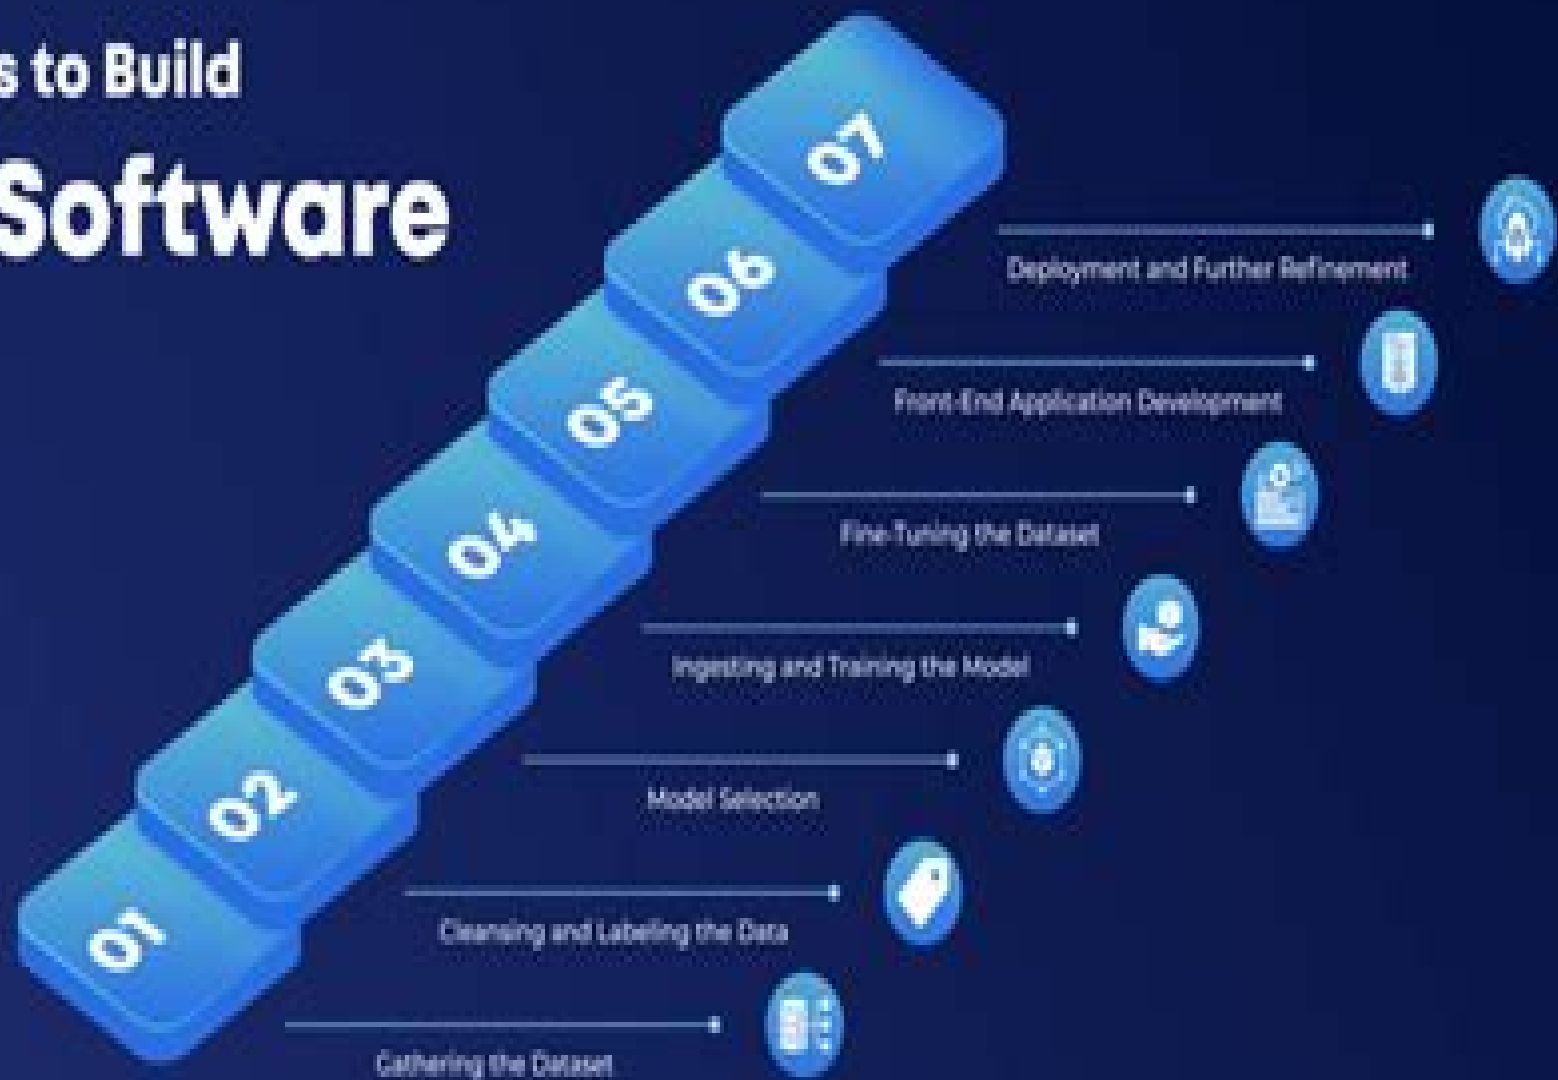 s to Build
Software
07
Deployment and Further Refinement
06
Front-End Application Development
05
Fine-Tuning the Dataset
04
Ingesting and Training the Model
03
Model Selection
02
Cleansing and Labeling the Data
01
Gathering the Dataset